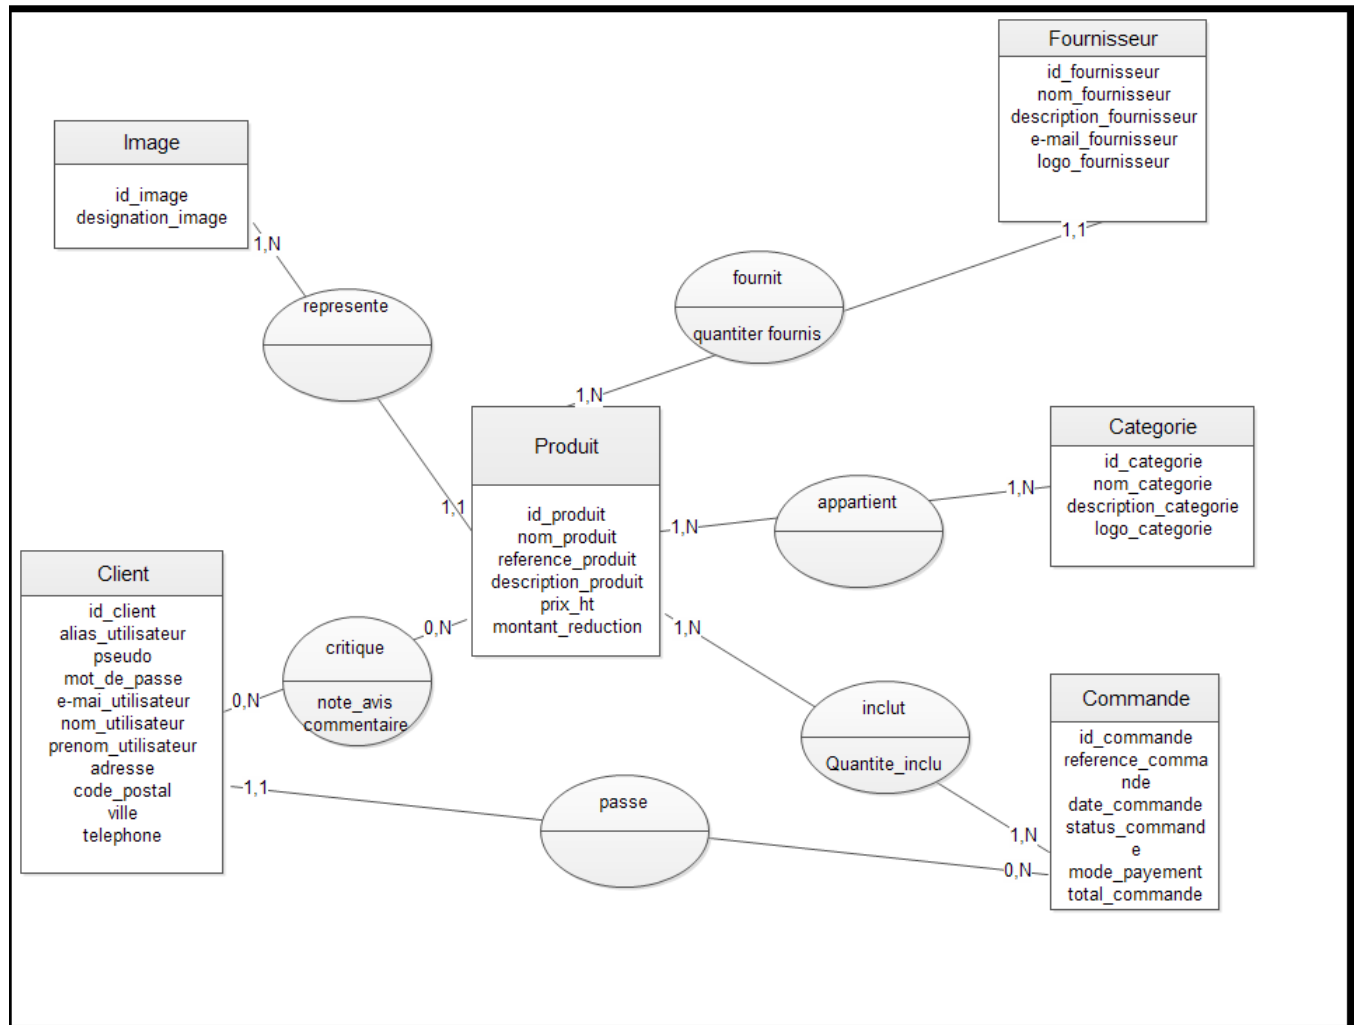 Fournisseur
id_fournisseur
nom_fournisseur
description_fournisseur
e-mail_fournisseur
logo_fournisseur
Image
id_image
designation_image
1,N
1,1
fournit
quantiter fournis
represente
1,N
1,1
Produit
id_produit
nom_produit
reference_produit
description_produit
prix_ht
montant_reduction
Categorie
id_categorie
nom_categorie
description_categorie
logo_categorie
1,N
appartient
1,N
Client
id_client
alias_utilisateur
pseudo
mot_de_passe
e-mai_utilisateur
nom_utilisateur
prenom_utilisateur
adresse
code_postal
ville
telephone
0,N
critique
note_avis
commentaire
0,N
1,N
inclut
Quantite_inclu
1,N
Commande
id_commande
reference_comma
nde
date_commande
status_command
e
mode_payement
total_commande
1,1
passe
0,N